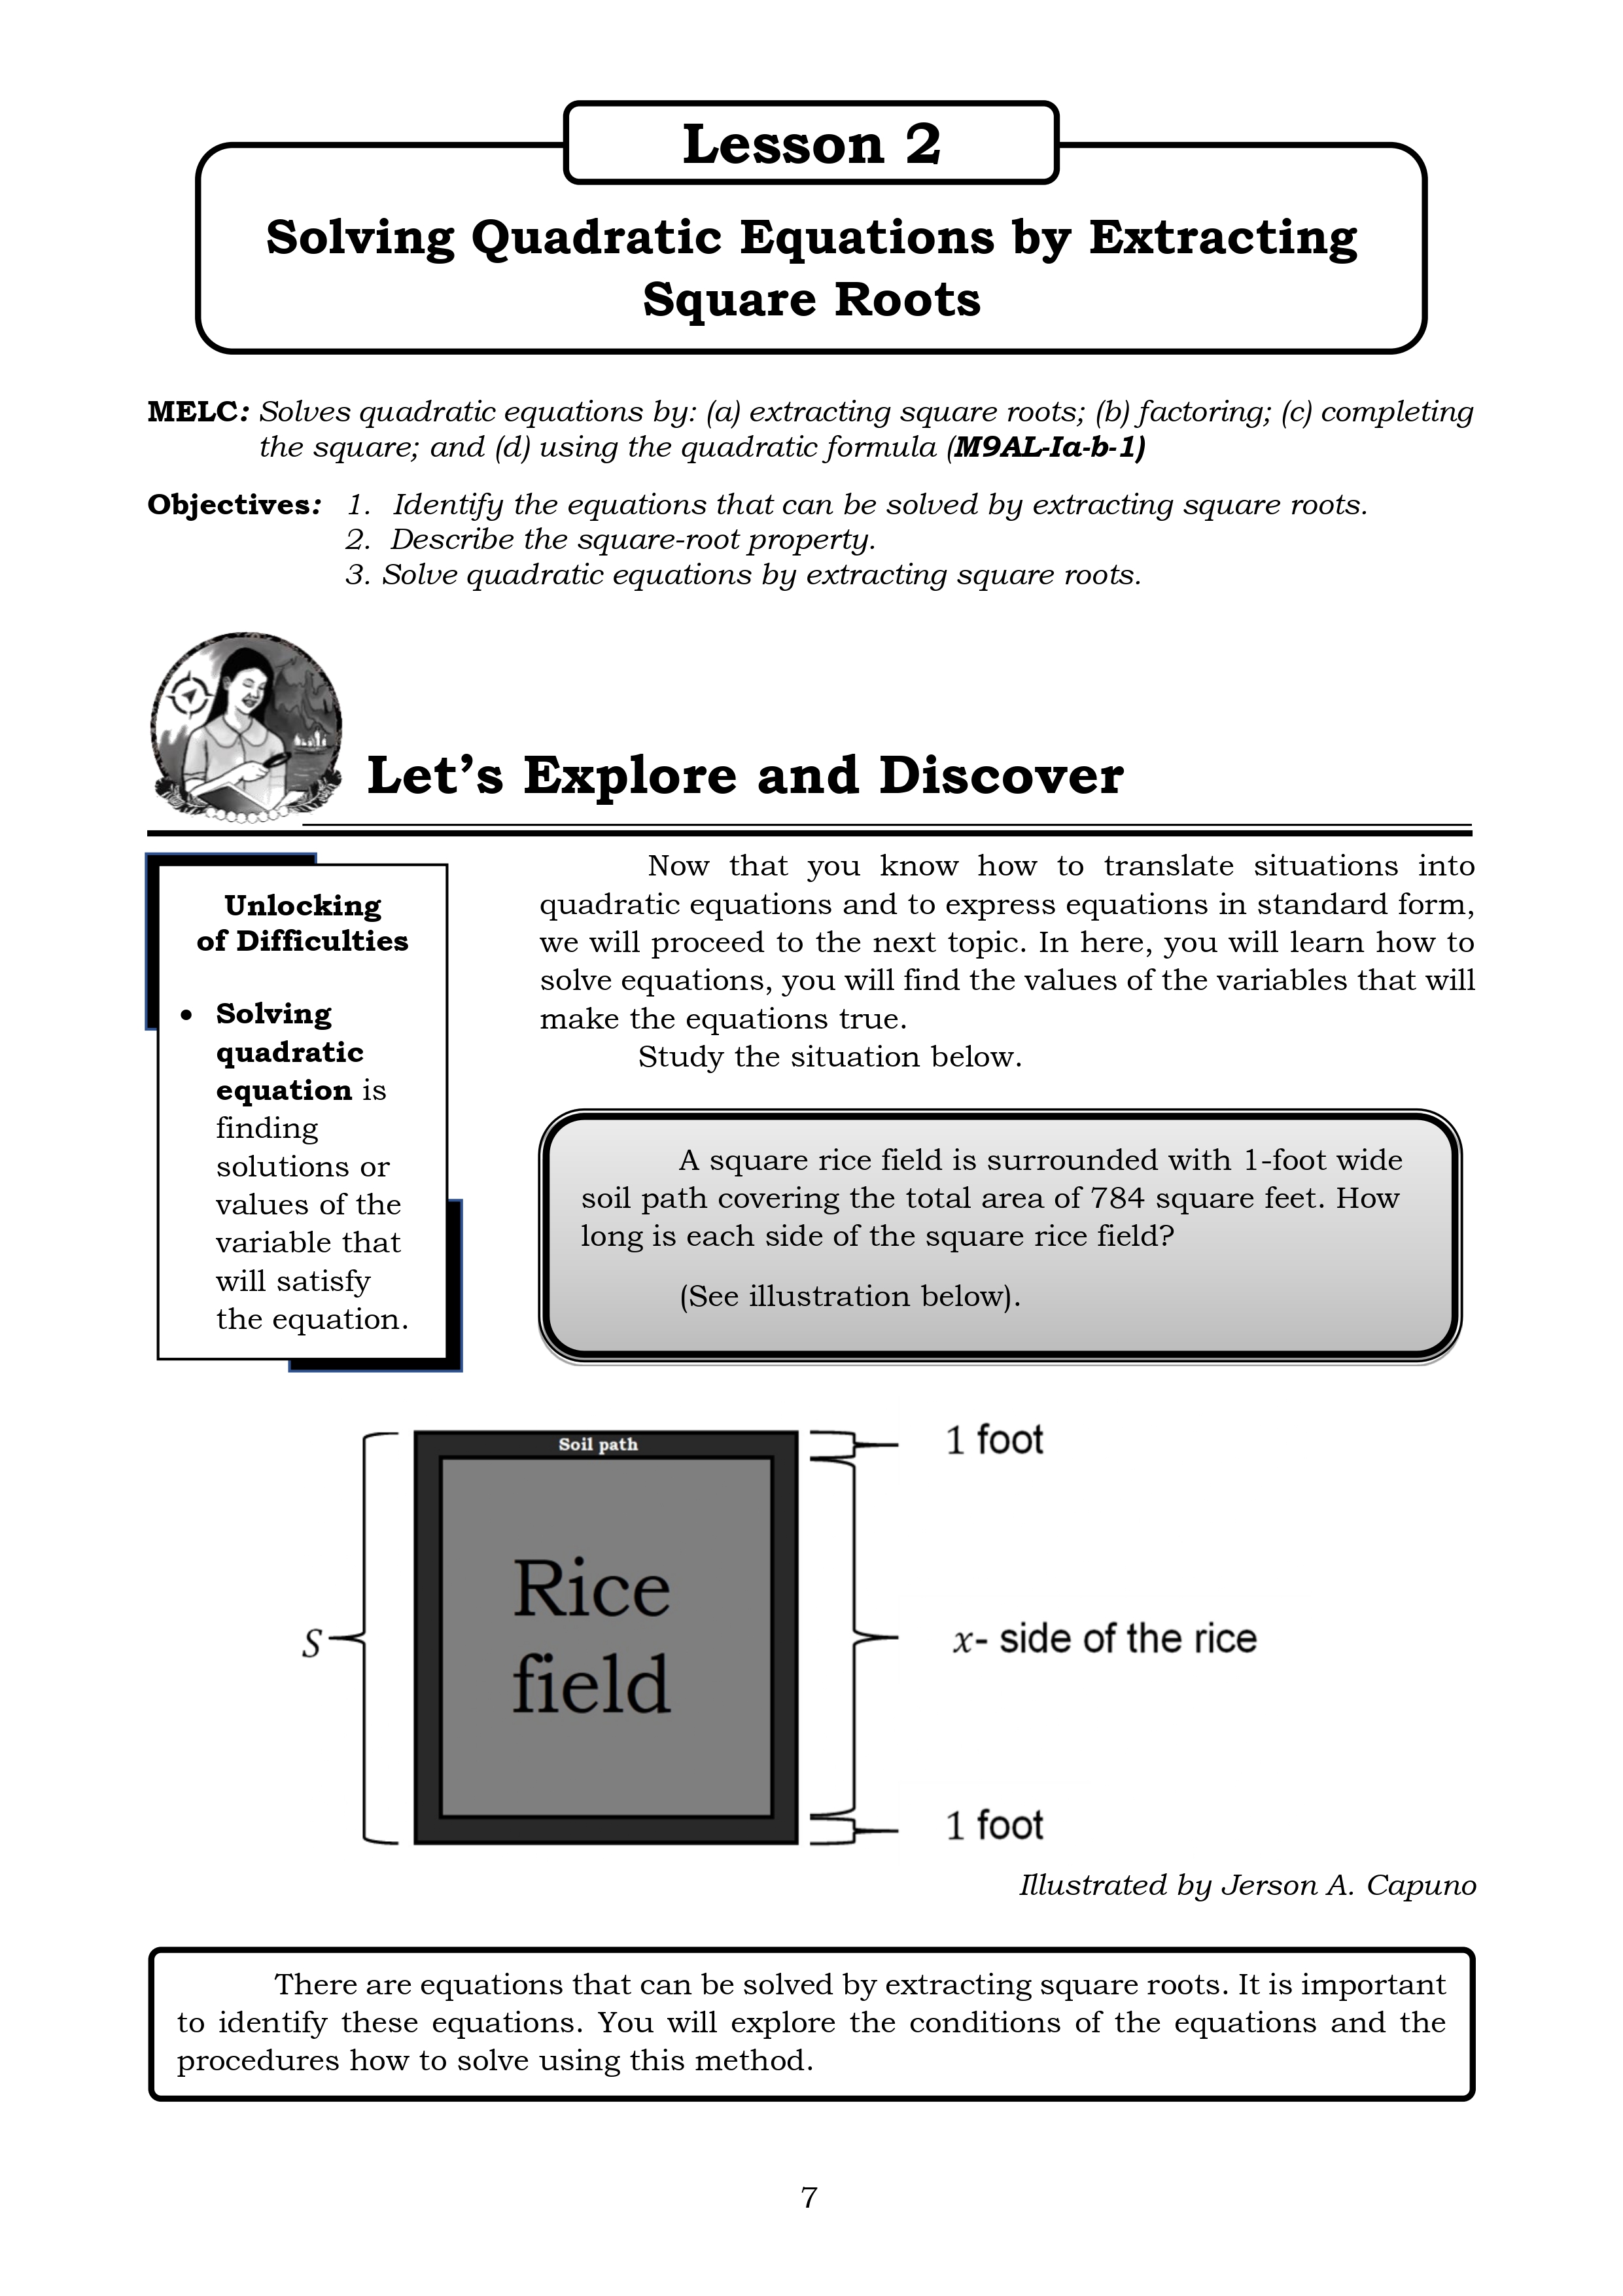 Lesson 2
Solving Quadratic Equations by Extracting
Square Roots
MELC: Solves quadratic equations by: (a) extracting square roots; (b) factoring; (c) completing
the square; and (d) using the quadratic formula (M9AL-Ia-b-1)
Objectives: 1. Identify the equations that can be solved by extracting square roots.
2. Describe the square-root property.
3. Solve quadratic equations by extracting square roots.
Let’s Explore and Discover
Unlocking
of Difficulties
• Solving
quadratic
equation is
finding
solutions or
values of the
variable that
will satisfy
the equation.
Now that you know how to translate situations into
quadratic equations and to express equations in standard form,
we will proceed to the next topic. In here, you will learn how to
solve equations, you will find the values of the variables that will
make the equations true.
Study the situation below.
A square rice field is surrounded with 1-foot wide
soil path covering the total area of 784 square feet. How
long is each side of the square rice field?
(See illustration below).
Soil path
1 foot
Rice
field
S
x- side of the rice
1 foot
Illustrated by Jerson A. Capuno
There are equations that can be solved by extracting square roots. It is important
to identify these equations. You will explore the conditions of the equations and the
procedures how to solve using this method.
7